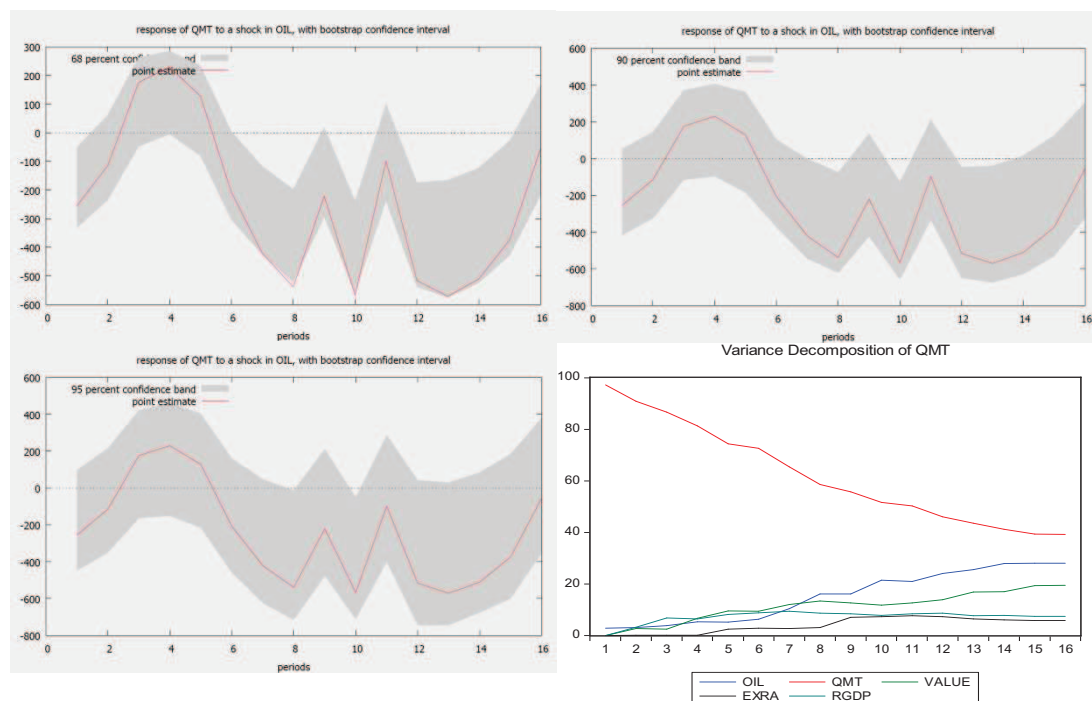 response of QMT to a shock in OIL, with bootstrap confidence interval
300
200
100
0
-100
-200
-300
-400
-500
-600
68 percent
point estimate
0 2 4 6 8 10 12 14 16
periods
response of QMT to a shock in OIL, with bootstrap confidence interval
600
400
200
0
-200
-400
-600
-800
90 percent confidence band
point estimate
0 2 4 6 8 10 12 14 16
periods
response of QMT to a shock in OIL, with bootstrap confidence interval
600
400
200
0
-200
-400
-600
-800
95 percent confidence band
point estimate
0 2 4 6 8 10 12 14 16
periods
Variance Decomposition of QMT
100
80
60
40
20
0
1 2 3 4 5 6 7 8 9 10 11 12 13 14 15 16
OIL QMT VALUE
EXRA RGDP